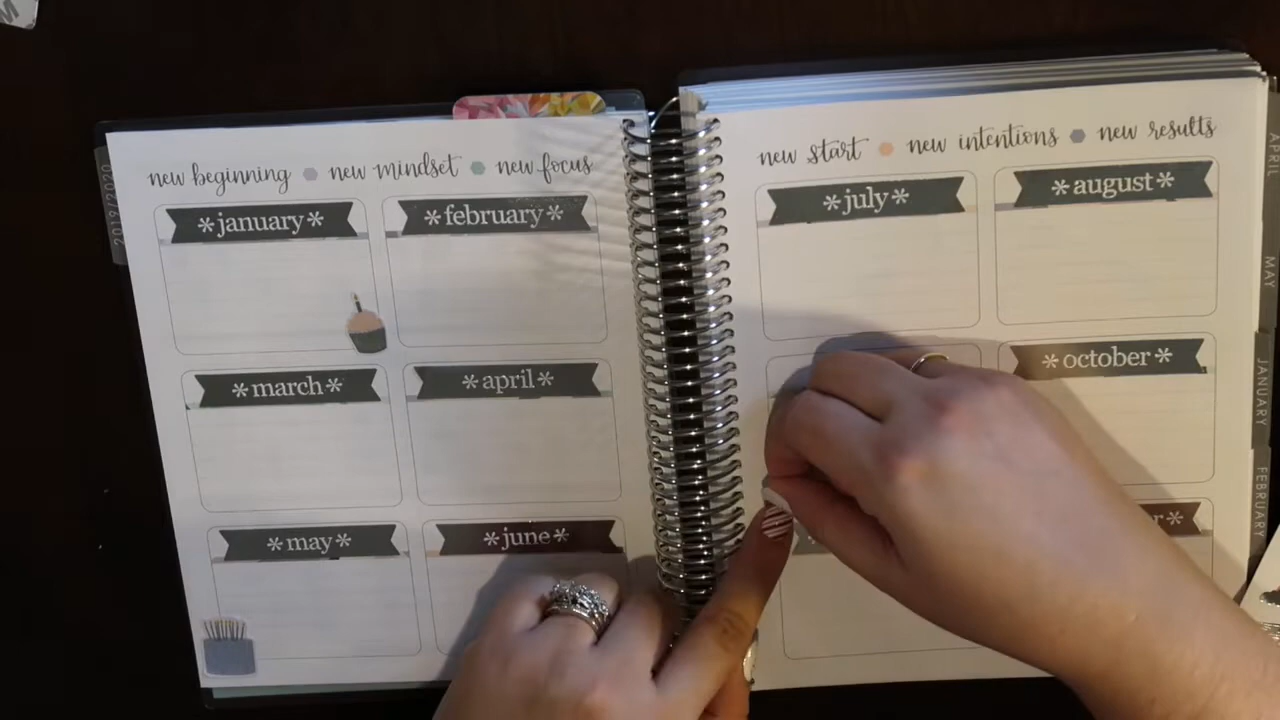 new beginning new mindset new focus
new start new intentions new results
*january*
*february*
*july*
*august*
*march*
*april*
*october*
*may*
*june*
r*
2019/2020
APRIL
MAY
JANUARY
FEBRUARY
M